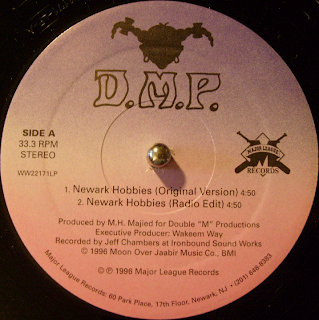 D.M.P.
SIDE A
33.3 RPM
STEREO
WW22171LP
MAJOR LEAGUE
RECORDS
1. Newark Hobbies (Original Version) 4:50
2. Newark Hobbies (Radio Edit) 4:50
Produced by M.H. Majied for Double "M" Productions
Executive Producer: Wakeem Way
Recorded by Jeff Chambers at Ironbound Sound Works
© 1996 Moon Over Jaabir Music Co., BMI
© ℗ 1996 Major League Records
Major League Records: 60 Park Place, 17th Floor, Newark, NJ • (201) 648-8383